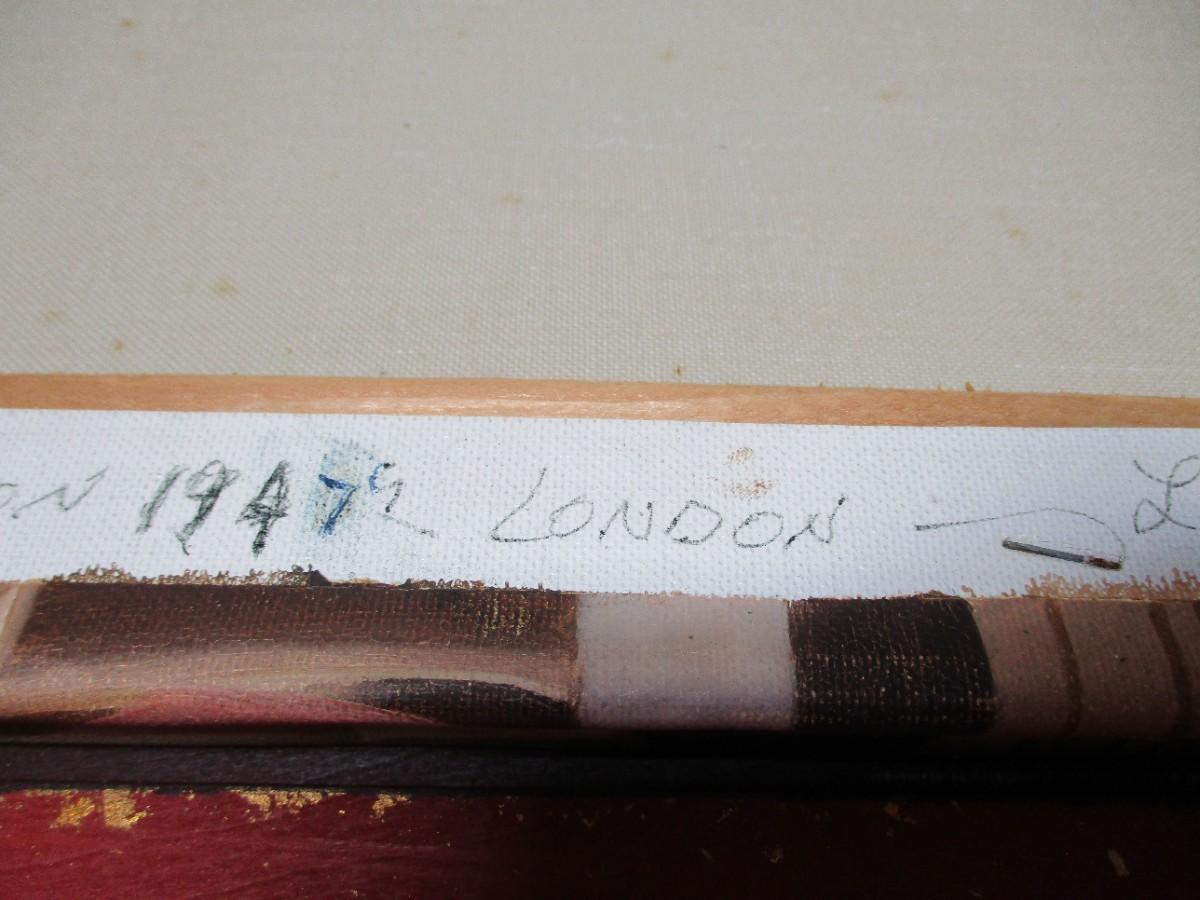 ON 1947 LONDON — L